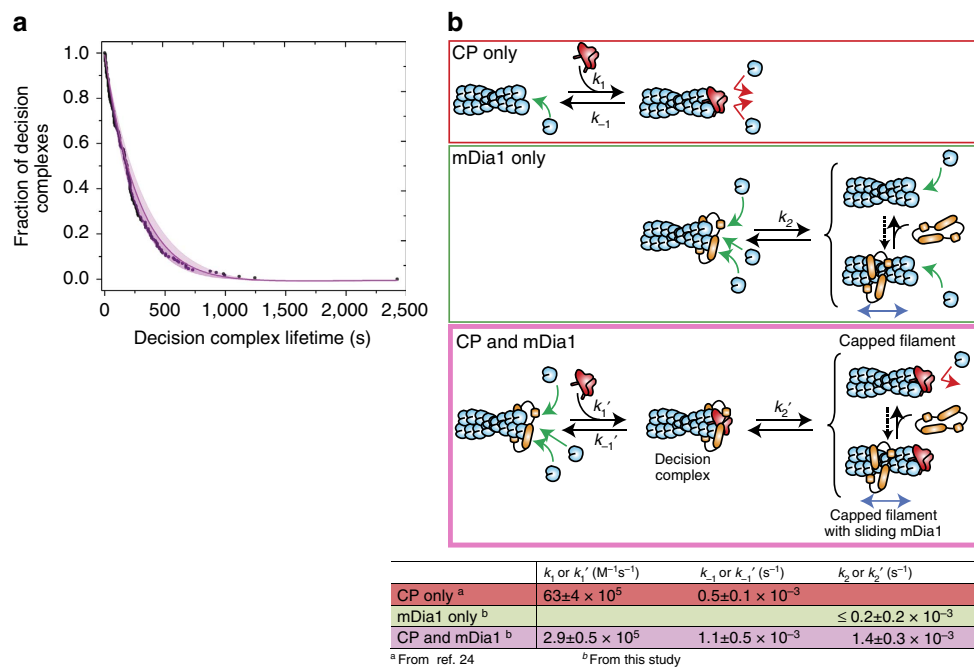 a
Fraction of decision
complexes
1.0
0.8
0.6
0.4
0.2
0.0
0
500
1,000
1,500
2,000
2,500
Decision complex lifetime (s)
b
CP only
k₁
k₋₁
mDia1 only
k₂
CP and mDia1
k₁′
k₋₁′
Decision
complex
k₂′
Capped filament
Capped filament
with sliding mDia1
k₁ or k₁′ (M⁻¹s⁻¹) k₋₁ or k₋₁′ (s⁻¹) k₂ or k₂′ (s⁻¹)
CP only ᵃ 63±4 × 10⁵ 0.5±0.1 × 10⁻³
mDia1 only ᵇ ≤ 0.2±0.2 × 10⁻³
CP and mDia1 ᵇ 2.9±0.5 × 10⁵ 1.1±0.5 × 10⁻³ 1.4±0.3 × 10⁻³
ᵃ From ref. 24 ᵇ From this study